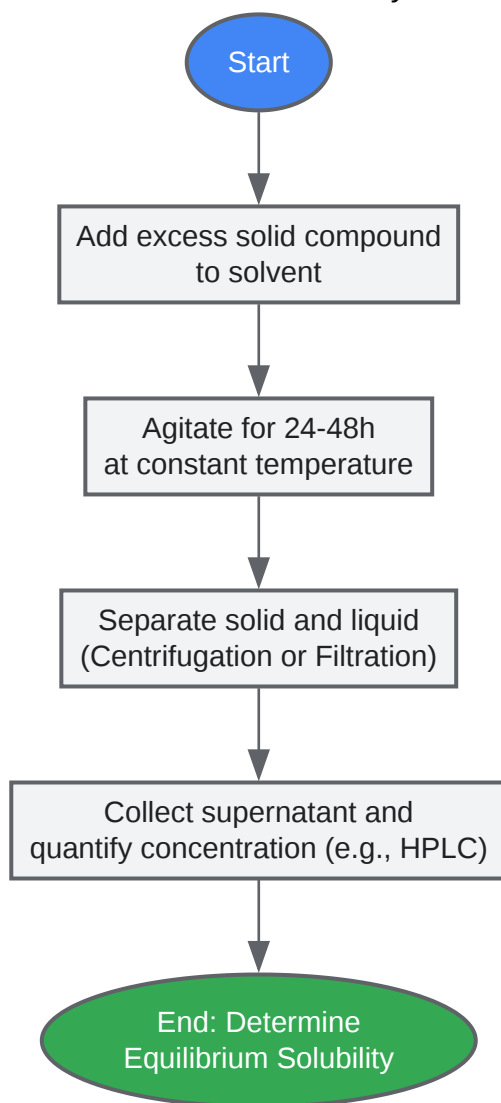 Start
Add excess solid compound
to solvent
Agitate for 24-48h
at constant temperature
Separate solid and liquid
(Centrifugation or Filtration)
Collect supernatant and
quantify concentration (e.g., HPLC)
End: Determine
Equilibrium Solubility